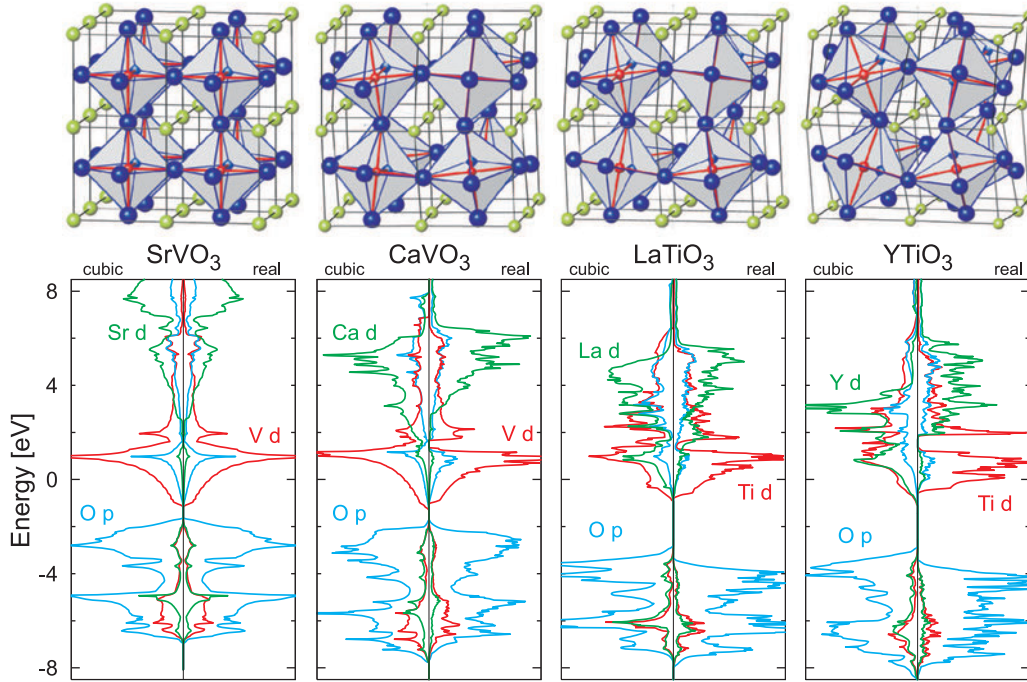 SrVO3 CaVO3 LaTiO3 YTiO3
cubic real cubic real cubic real cubic real
8
Sr d
Ca d
La d
Y d
4
V d
V d
0
Ti d
Ti d
O p
O p
O p
O p
-4
-8
Energy [eV]